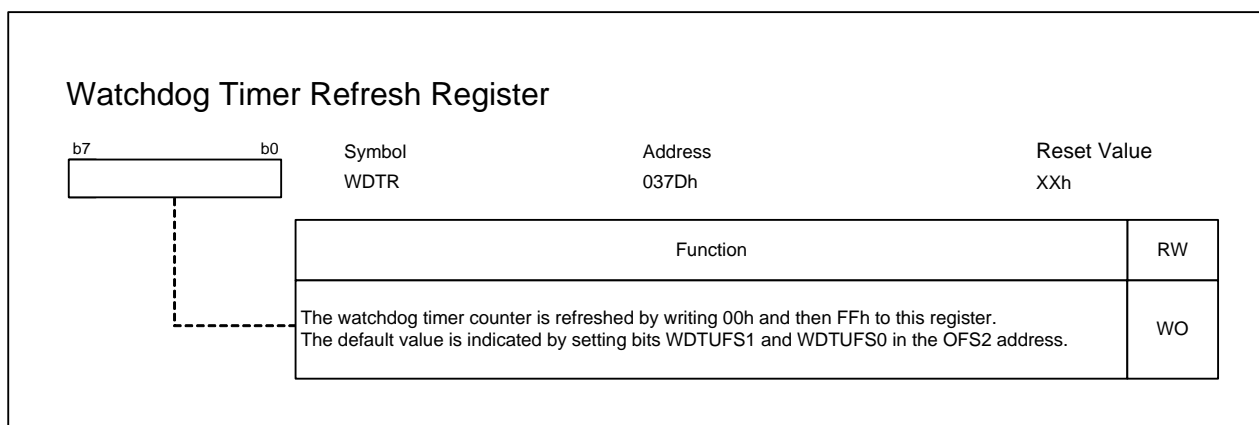 Watchdog Timer Refresh Register
b7 b0 Symbol Address Reset Value
WDTR 037Dh XXh
Function RW
The watchdog timer counter is refreshed by writing 00h and then FFh to this register.
The default value is indicated by setting bits WDTUFS1 and WDTUFS0 in the OFS2 address.
WO